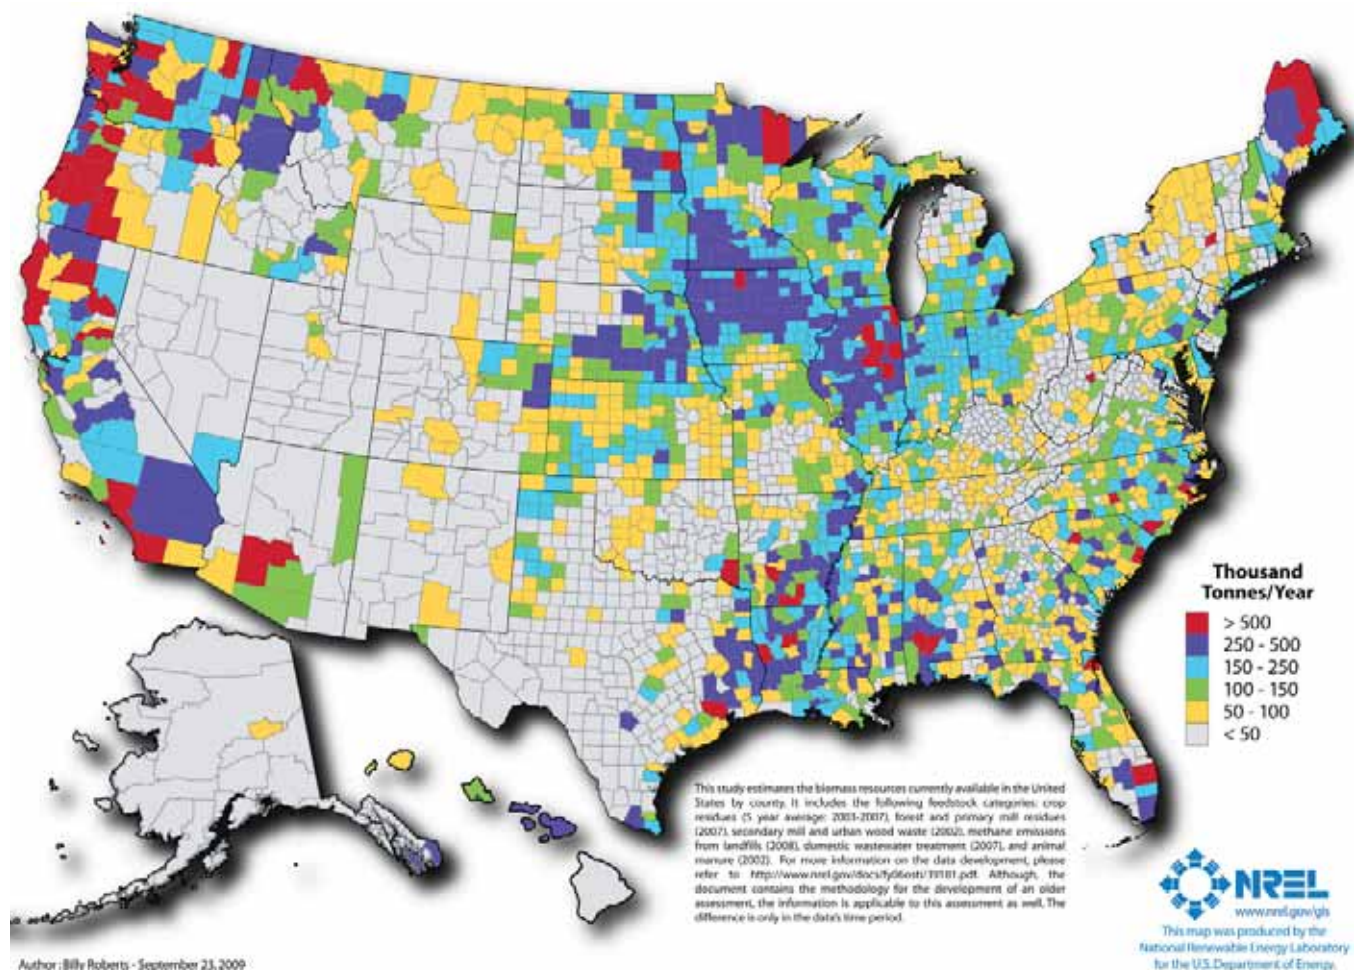 Thousand
Tonnes/Year
> 500
250 - 500
150 - 250
100 - 150
50 - 100
< 50
This study estimates the biomass resources currently available in the United
States by county. It includes the following feedstock categories: crop
residues (5 year average: 2003-2007), forest and primary mill residues
(2007), secondary mill and urban wood waste (2002), methane emissions
from landfills (2008), domestic wastewater treatment (2007), and animal
manure (2002). For more information on the data development, please
refer to http://www.nrel.gov/docs/fy06osti/39181.pdf. Although, the
document contains the methodology for the development of an older
assessment, the information is applicable to this assessment as well. The
difference is only in the data's time period.
NREL
www.nrel.gov/gis
This map was produced by the
National Renewable Energy Laboratory
for the U.S. Department of Energy.
Author : Billy Roberts - September 23, 2009